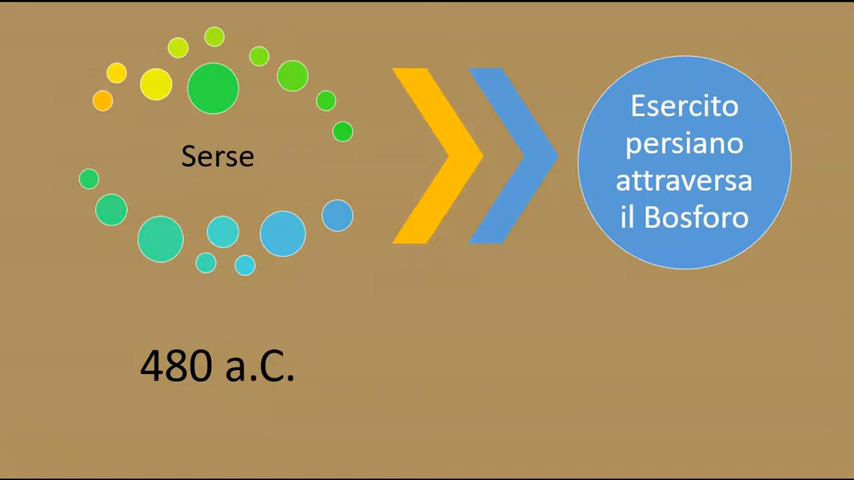 Serse
Esercito
persiano
attraversa
il Bosforo
480 a.C.